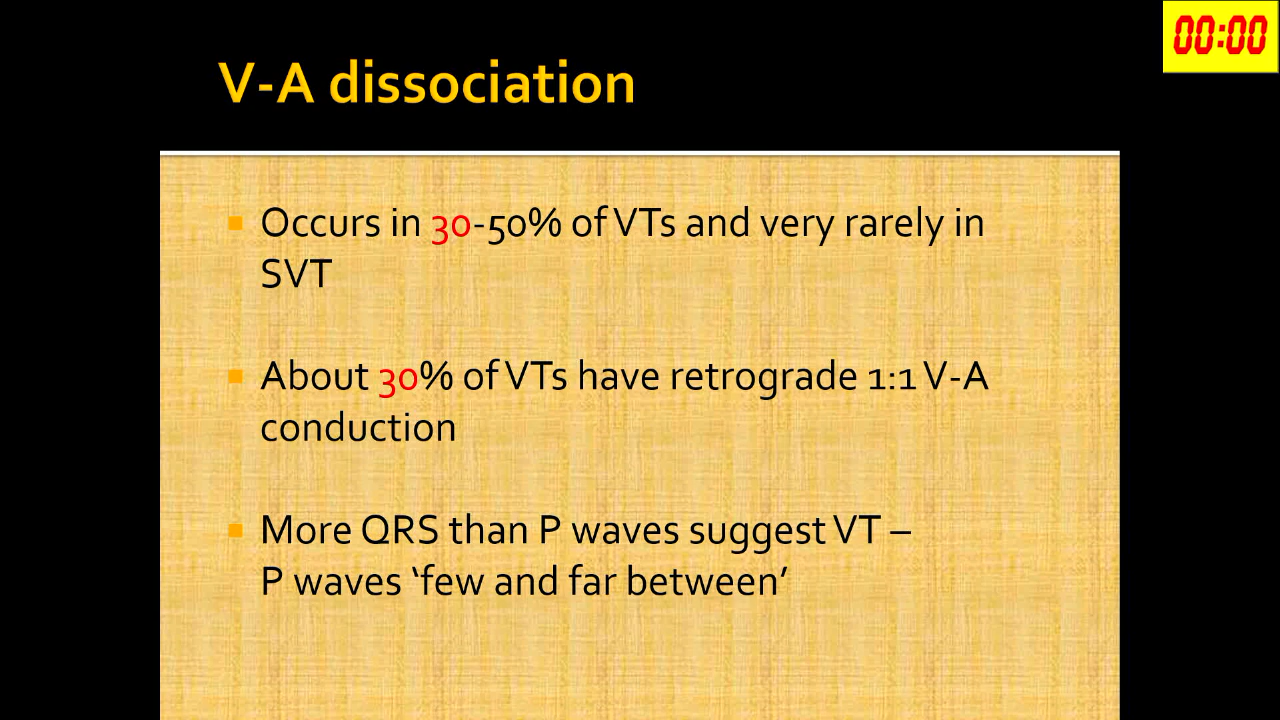 00:00
V-A dissociation
Occurs in 30-50% of VTs and very rarely in
SVT
About 30% of VTs have retrograde 1:1 V-A
conduction
More QRS than P waves suggest VT –
P waves ‘few and far between’